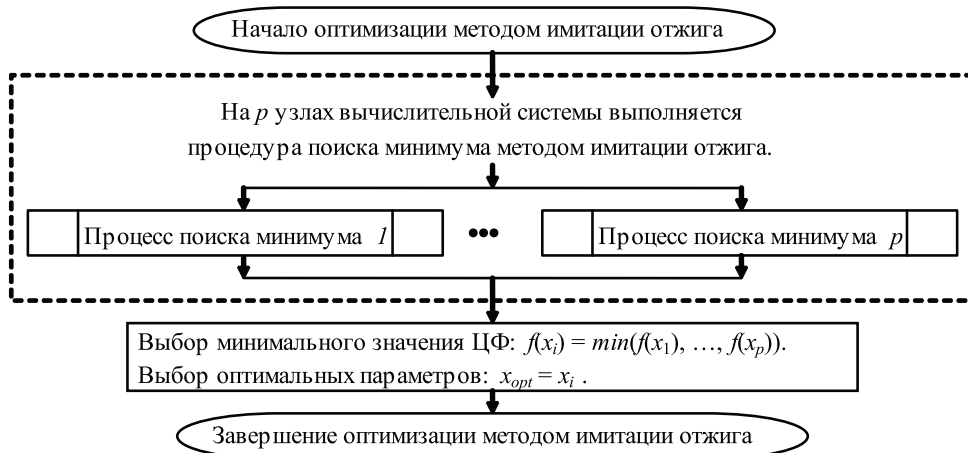 Начало оптимизации методом имитации отжига
На p узлах вычислительной системы выполняется
процедура поиска минимума методом имитации отжига.
Процесс поиска минимума 1
Процесс поиска минимума p
Выбор минимального значения ЦФ: f(xᵢ) = min(f(x₁), …, f(xₚ)).
Выбор оптимальных параметров: xₒₚₜ = xᵢ .
Завершение оптимизации методом имитации отжига